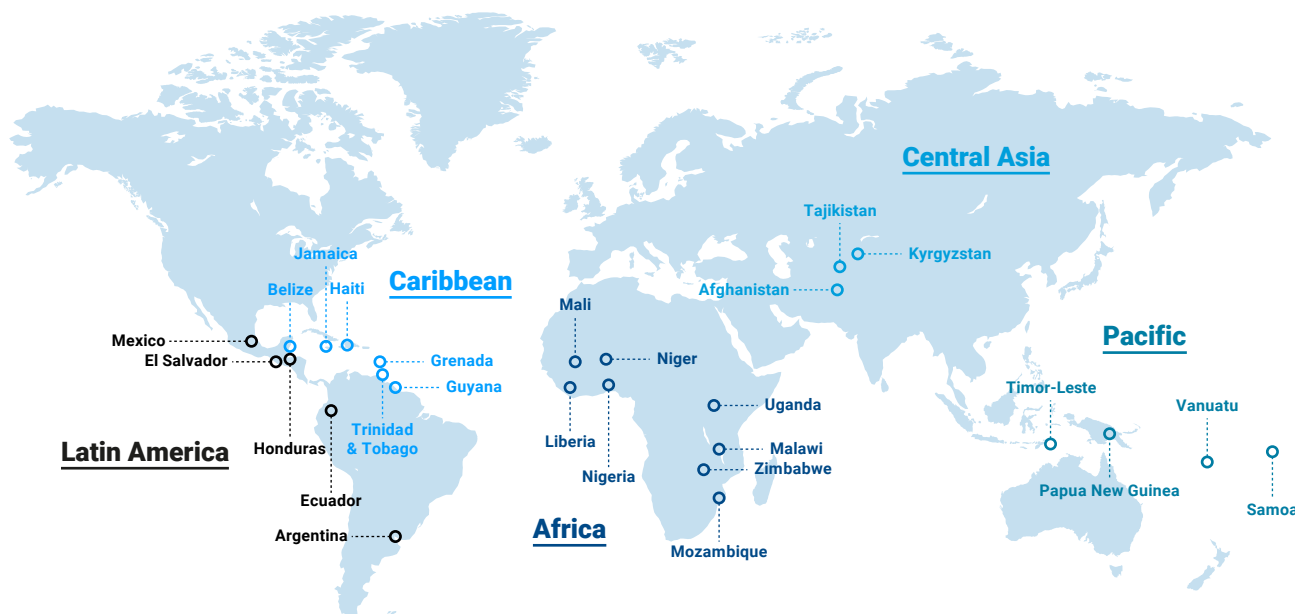 Central Asia
Tajikistan
Kyrgyzstan
Afghanistan
Caribbean
Jamaica
Belize
Haiti
Grenada
Guyana
Trinidad
& Tobago
Latin America
Mexico
El Salvador
Honduras
Ecuador
Argentina
Africa
Mali
Niger
Uganda
Liberia
Nigeria
Malawi
Zimbabwe
Mozambique
Pacific
Timor-Leste
Vanuatu
Papua New Guinea
Samoa